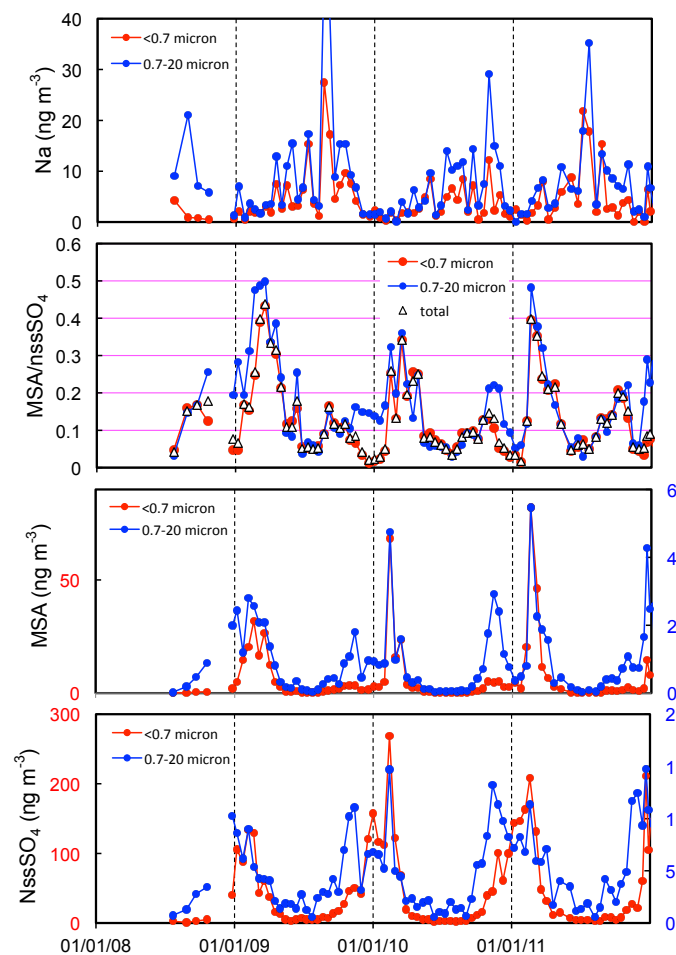 40
30
20
10
0
Na (ng m-3)
<0.7 micron
0.7-20 micron
0.6
0.5
0.4
0.3
0.2
0.1
0
MSA/nssSO4
<0.7 micron
0.7-20 micron
total
50
0
MSA (ng m-3)
<0.7 micron
0.7-20 micron
6
4
2
0
300
200
100
0
NssSO4 (ng m-3)
<0.7 micron
0.7-20 micron
2
1
1
5
0
01/01/08
01/01/09
01/01/10
01/01/11